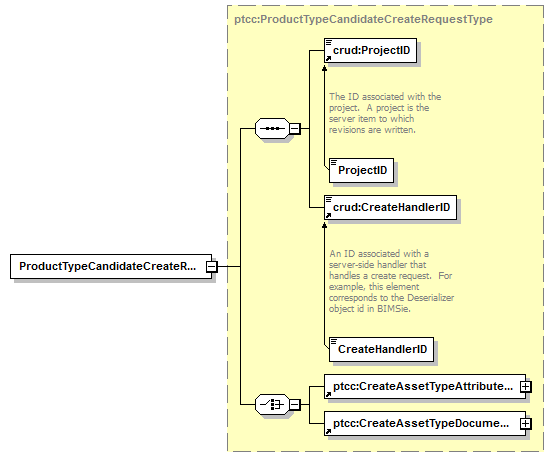 ptcc:ProductTypeCandidateCreateRequestType
crud:ProjectID
The ID associated with the
project. A project is the
server item to which
revisions are written.
ProjectID
crud:CreateHandlerID
ProductTypeCandidateCreateR...
An ID associated with a
server-side handler that
handles a create request. For
example, this element
corresponds to the Deserializer
object id in BIMSie.
CreateHandlerID
ptcc:CreateAssetTypeAttribute...
ptcc:CreateAssetTypeDocume...